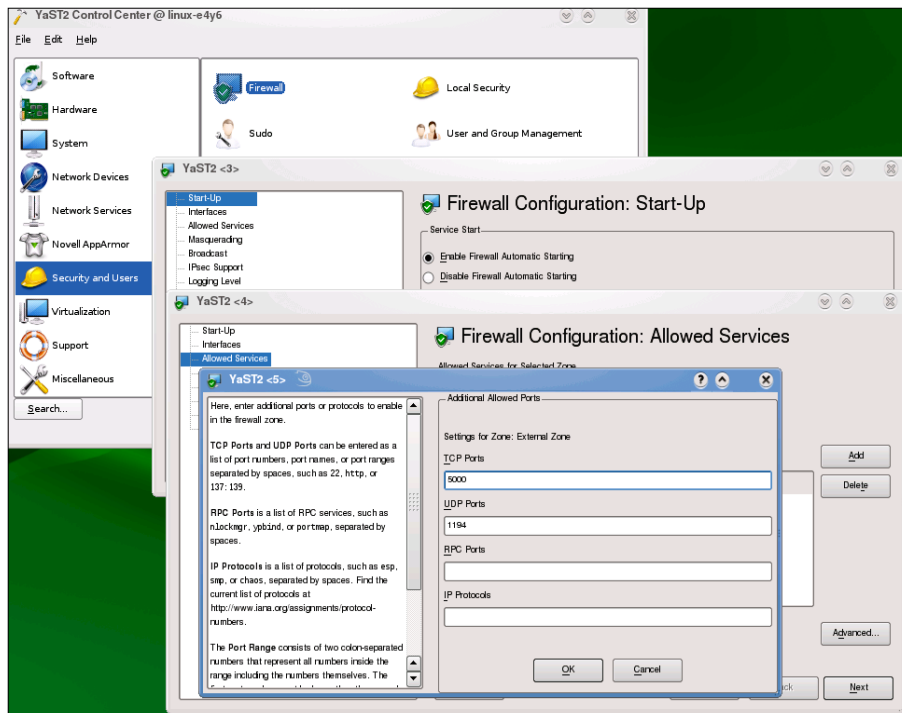 YaST2 Control Center @ linux-e4y6
File Edit Help
Software
Hardware
System
Network Devices
Network Services
Novell AppArmor
Security and Users
Virtualization
Support
Miscellaneous
Search...
Firewall
Local Security
Sudo
User and Group Management
YaST2 <3>
Start-Up
Interfaces
Allowed Services
Masquerading
Broadcast
IPsec Support
Logging Level
Firewall Configuration: Start-Up
Service Start
Enable Firewall Automatic Starting
Disable Firewall Automatic Starting
YaST2 <4>
Start-Up
Interfaces
Allowed Services
Firewall Configuration: Allowed Services
Allowed Services for Selected Zone
Add
Delete
Advanced...
Next
YaST2 <5>
Here, enter additional ports or protocols to enable
in the firewall zone.
TCP Ports and UDP Ports can be entered as a
list of port numbers, port names, or port ranges
separated by spaces, such as 22, http, or
137:139.
RPC Ports is a list of RPC services, such as
nlockmgr, ypbind, or portmap, separated by
spaces.
IP Protocols is a list of protocols, such as esp,
smp, or chaos, separated by spaces. Find the
current list of protocols at
http://www.iana.org/assignments/protocol-
numbers.
The Port Range consists of two colon-separated
numbers that represent all numbers inside the
range including the numbers themselves. The
Additional Allowed Ports
Settings for Zone: External Zone
TCP Ports
5000
UDP Ports
1194
RPC Ports
IP Protocols
OK
Cancel